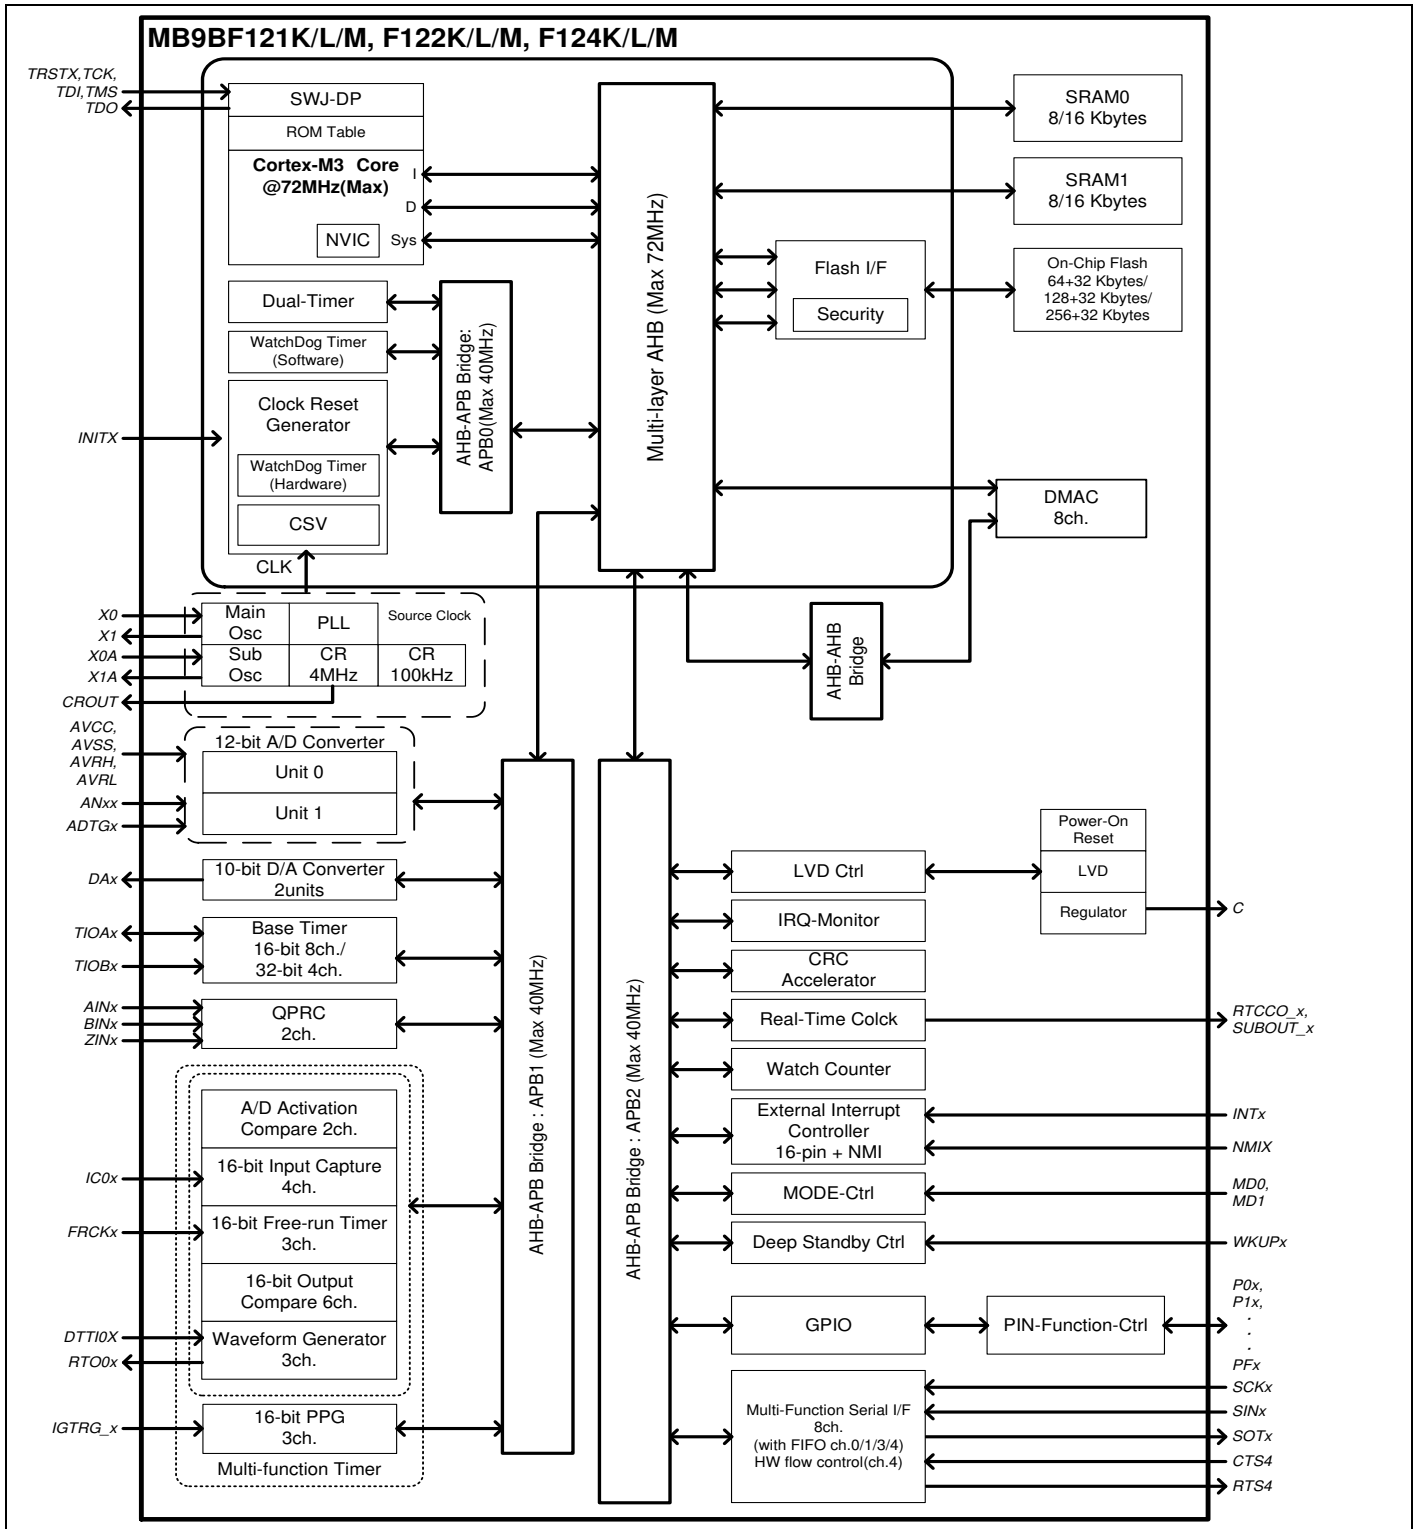 MB9BF121K/L/M, F122K/L/M, F124K/L/M
TRSTX,TCK,
TDI,TMS
TDO
SWJ-DP
ROM Table
Cortex-M3 Core
@72MHz(Max)
I
D
NVIC
Sys
Dual-Timer
WatchDog Timer
(Software)
Clock Reset
Generator
WatchDog Timer
(Hardware)
CSV
INITX
CLK
AHB-APB Bridge:
APB0(Max 40MHz)
Multi-layer AHB (Max 72MHz)
SRAM0
8/16 Kbytes
SRAM1
8/16 Kbytes
Flash I/F
Security
On-Chip Flash
64+32 Kbytes/
128+32 Kbytes/
256+32 Kbytes
DMAC
8ch.
AHB-AHB
Bridge
X0
X1
X0A
X1A
CROUT
Main
Osc
PLL
Source Clock
Sub
Osc
CR
4MHz
CR
100kHz
AVCC,
AVSS,
AVRH,
AVRL
ANxx
ADTGx
12-bit A/D Converter
Unit 0
Unit 1
DAx
10-bit D/A Converter
2units
TIOAx
TIOBx
Base Timer
16-bit 8ch./
32-bit 4ch.
AINx
BINx
ZINx
QPRC
2ch.
A/D Activation
Compare 2ch.
IC0x
16-bit Input Capture
4ch.
FRCKx
16-bit Free-run Timer
3ch.
16-bit Output
Compare 6ch.
DTTI0X
RTO0x
Waveform Generator
3ch.
IGTRG_x
16-bit PPG
3ch.
Multi-function Timer
AHB-APB Bridge : APB1 (Max 40MHz)
AHB-APB Bridge : APB2 (Max 40MHz)
LVD Ctrl
Power-On
Reset
LVD
Regulator
C
IRQ-Monitor
CRC
Accelerator
Real-Time Colck
RTCCO_x,
SUBOUT_x
Watch Counter
External Interrupt
Controller
16-pin + NMI
INTx
NMIX
MODE-Ctrl
MD0,
MD1
Deep Standby Ctrl
WKUPx
GPIO
PIN-Function-Ctrl
P0x,
P1x,
.
.
.
PFx
Multi-Function Serial I/F
8ch.
(with FIFO ch.0/1/3/4)
HW flow control(ch.4)
SCKx
SINx
SOTx
CTS4
RTS4